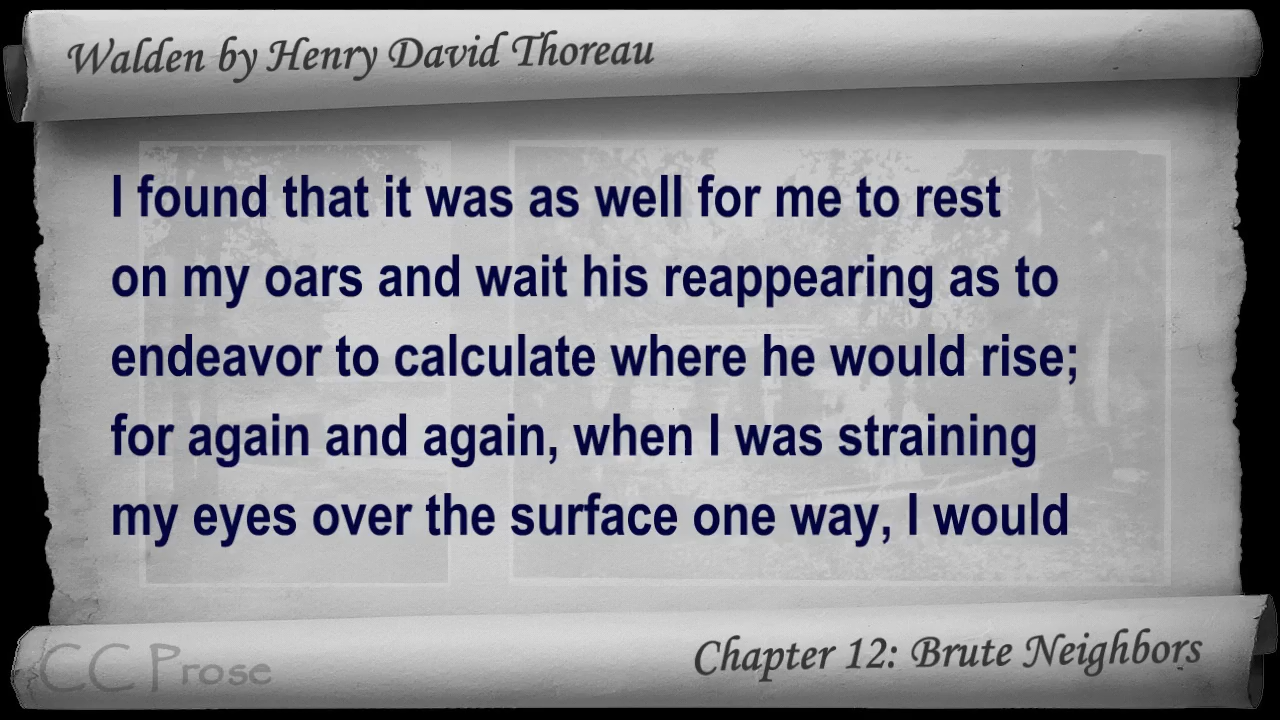 Walden by Henry David Thoreau
I found that it was as well for me to rest
on my oars and wait his reappearing as to
endeavor to calculate where he would rise;
for again and again, when I was straining
my eyes over the surface one way, I would
CC Prose
Chapter 12: Brute Neighbors